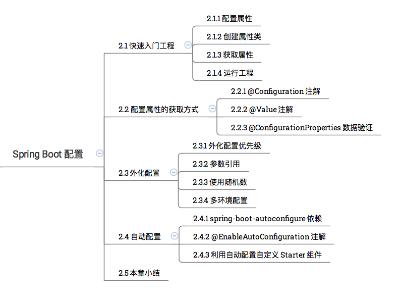 Spring Boot 配置
2.1 快速入门工程
2.1.1 配置属性
2.1.2 创建属性类
2.1.3 获取属性
2.1.4 运行工程
2.2 配置属性的获取方式
2.2.1 @Configuration 注解
2.2.2 @Value 注解
2.2.3 @ConfigurationProperties 数据验证
2.3 外化配置
2.3.1 外化配置优先级
2.3.2 参数引用
2.3.3 使用随机数
2.3.4 多环境配置
2.4 自动配置
2.4.1 spring-boot-autoconfigure 依赖
2.4.2 @EnableAutoConfiguration 注解
2.4.3 利用自动配置自定义 Starter 组件
2.5 本章小结